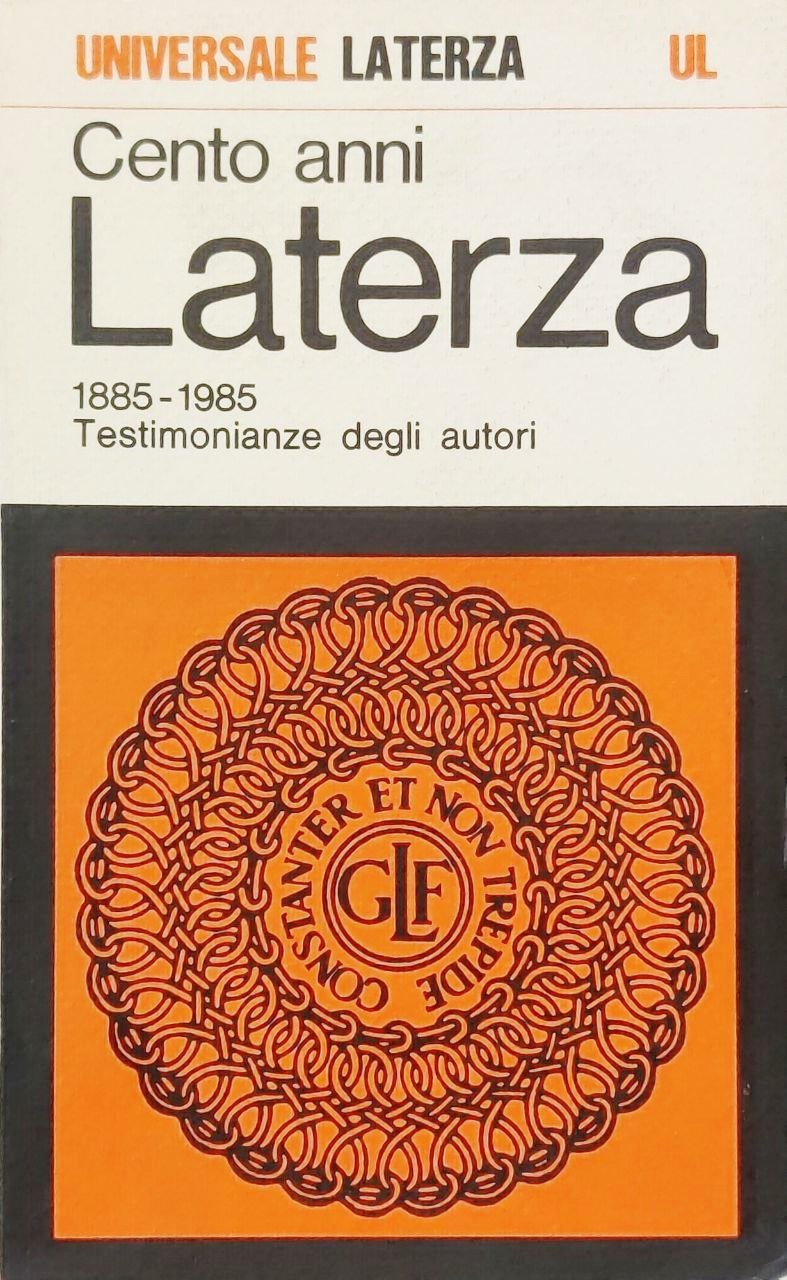 UNIVERSALE LATERZA UL
Cento anni
Laterza
1885-1985
Testimonianze degli autori
CONSTANTER ET NON TREPIDE
GLF